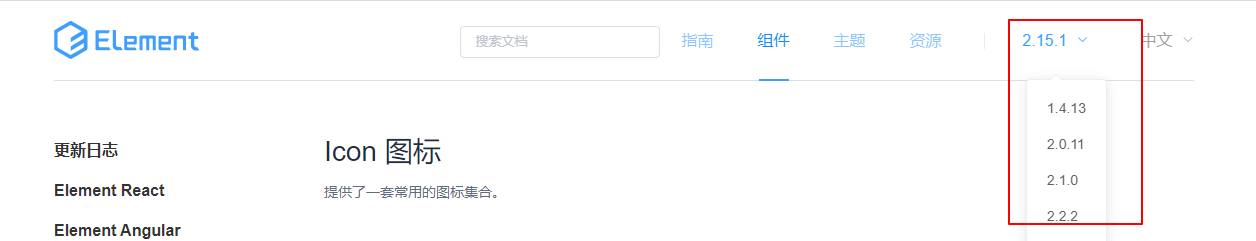 Element
搜索文档
指南
组件
主题
资源
2.15.1
中文
1.4.13
2.0.11
2.1.0
2.2.2
更新日志
Element React
Element Angular
Icon 图标
提供了一套常用的图标集合。